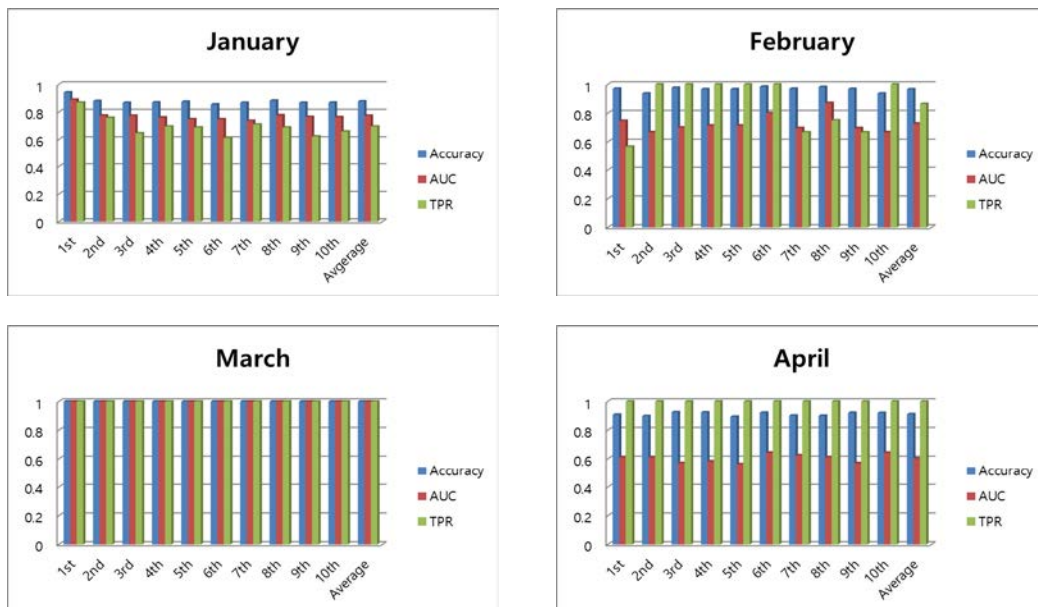 January
1
0.8
0.6
0.4
0.2
0
1st
2nd
3rd
4th
5th
6th
7th
8th
9th
10th
Avgerage
Accuracy
AUC
TPR
February
1
0.8
0.6
0.4
0.2
0
1st
2nd
3rd
4th
5th
6th
7th
8th
9th
10th
Average
Accuracy
AUC
TPR
March
1
0.8
0.6
0.4
0.2
0
1st
2nd
3rd
4th
5th
6th
7th
8th
9th
10th
Average
Accuracy
AUC
TPR
April
1
0.8
0.6
0.4
0.2
0
1st
2nd
3rd
4th
5th
6th
7th
8th
9th
10th
Average
Accuracy
AUC
TPR